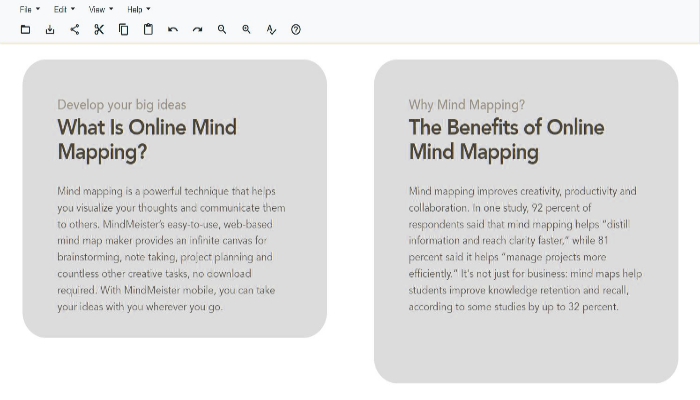 File Edit View Help
Develop your big ideas
What Is Online Mind
Mapping?
Mind mapping is a powerful technique that helps
you visualize your thoughts and communicate them
to others. MindMeister's easy-to-use, web-based
mind map maker provides an infinite canvas for
brainstorming, note taking, project planning and
countless other creative tasks, no download
required. With MindMeister mobile, you can take
your ideas with you wherever you go.
Why Mind Mapping?
The Benefits of Online
Mind Mapping
Mind mapping improves creativity, productivity and
collaboration. In one study, 92 percent of
respondents said that mind mapping helps "distill
information and reach clarity faster," while 81
percent said it helps "manage projects more
efficiently." It's not just for business: mind maps help
students improve knowledge retention and recall,
according to some studies by up to 32 percent.